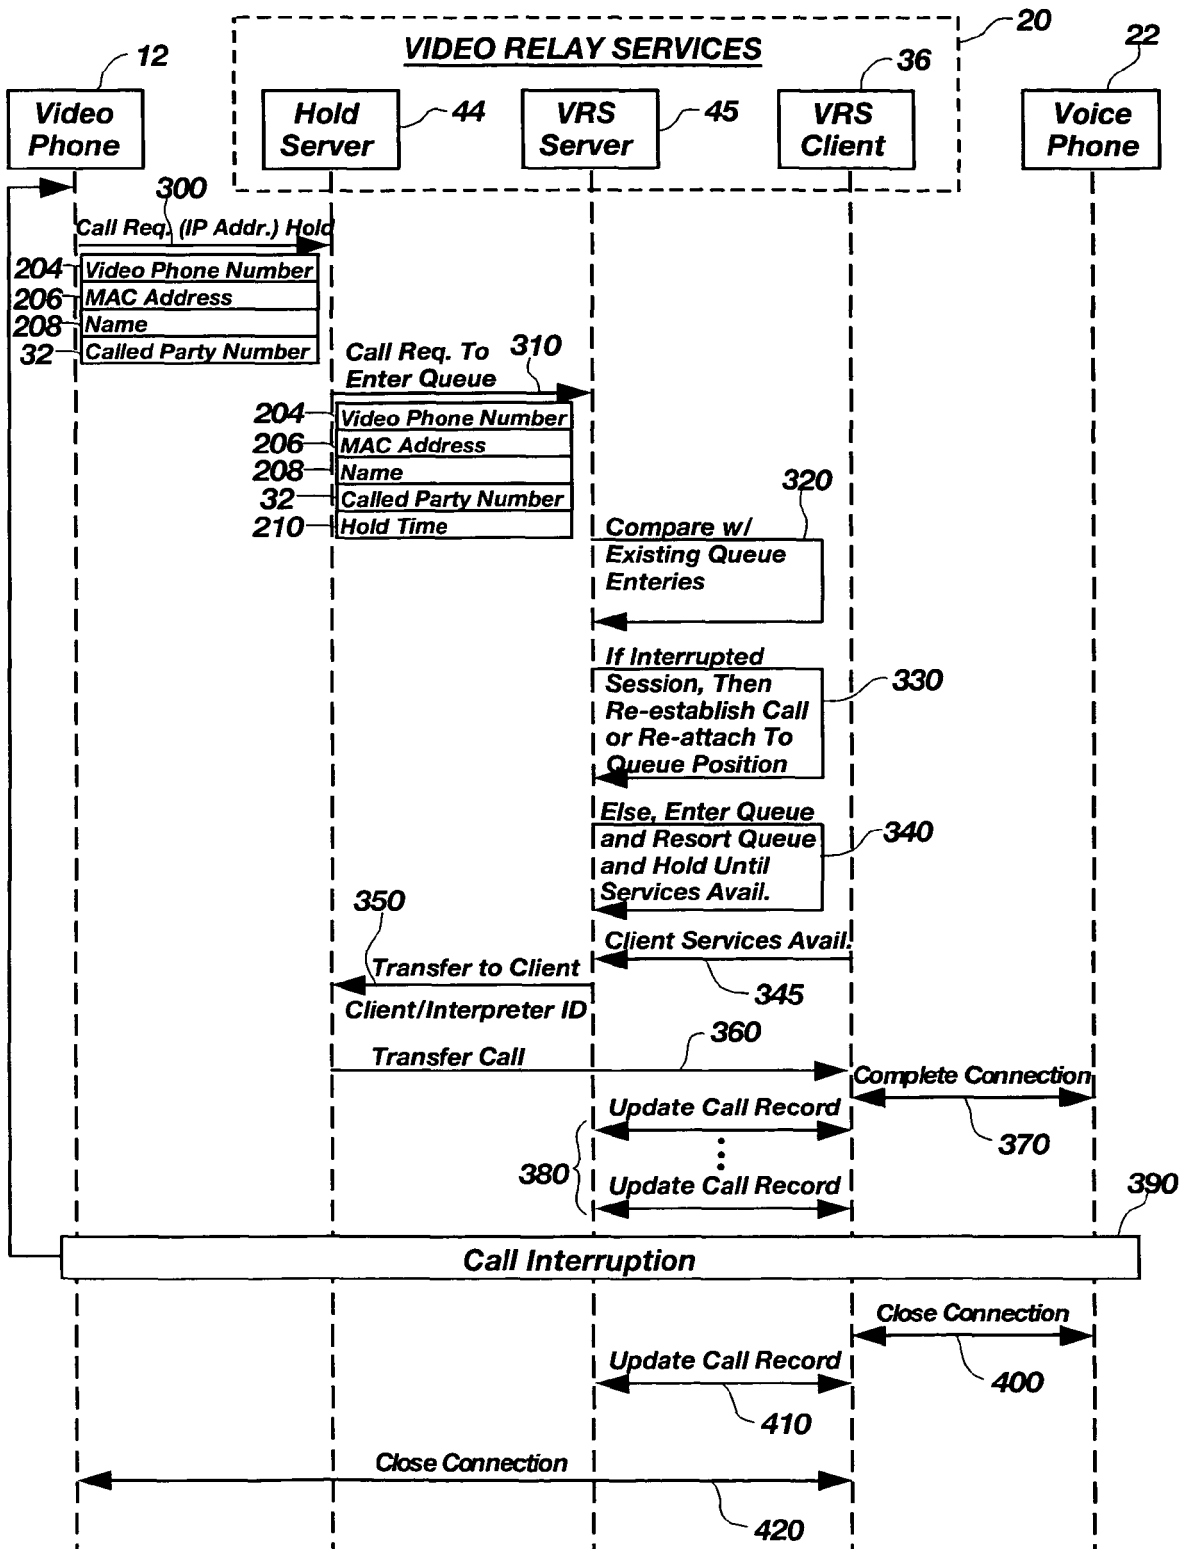 20
VIDEO RELAY SERVICES
12
36
22
Video
Phone
Hold
Server
44
VRS
Server
45
VRS
Client
Voice
Phone
300
Call Req. (IP Addr.) Hold
204 Video Phone Number
206 MAC Address
208 Name
32 Called Party Number
Call Req. To
Enter Queue
310
204 Video Phone Number
206 MAC Address
208 Name
32 Called Party Number
210 Hold Time
320
Compare w/
Existing Queue
Enteries
If Interrupted
Session, Then
Re-establish Call
or Re-attach To
Queue Position
330
Else, Enter Queue
and Resort Queue
and Hold Until
Services Avail.
340
350
Client Services Avail.
345
Transfer to Client
Client/Interpreter ID
360
Transfer Call
Complete Connection
370
Update Call Record
380
Update Call Record
390
Call Interruption
Close Connection
400
Update Call Record
410
Close Connection
420